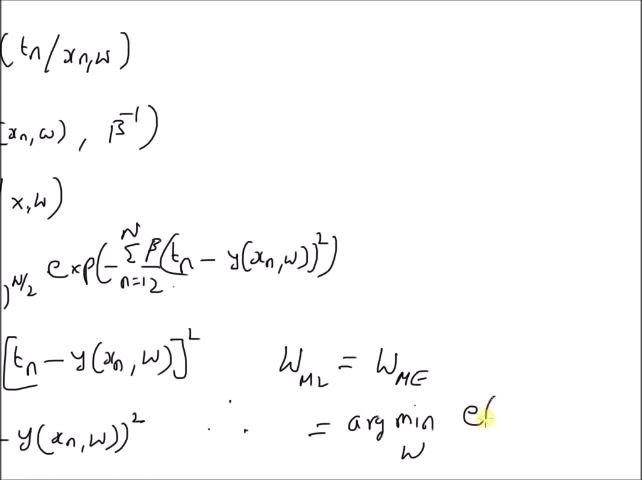 (tn/xn,w)
xn,w), β^-1)
x,w)
)^N/2 exp(-Σ_{n=1}^{N} β/2 (tn - y(xn,w))^2)
[tn - y(xn,w)]^2 W_ML = W_ME
- y(xn,w))^2 ∴ = arg min_W e(